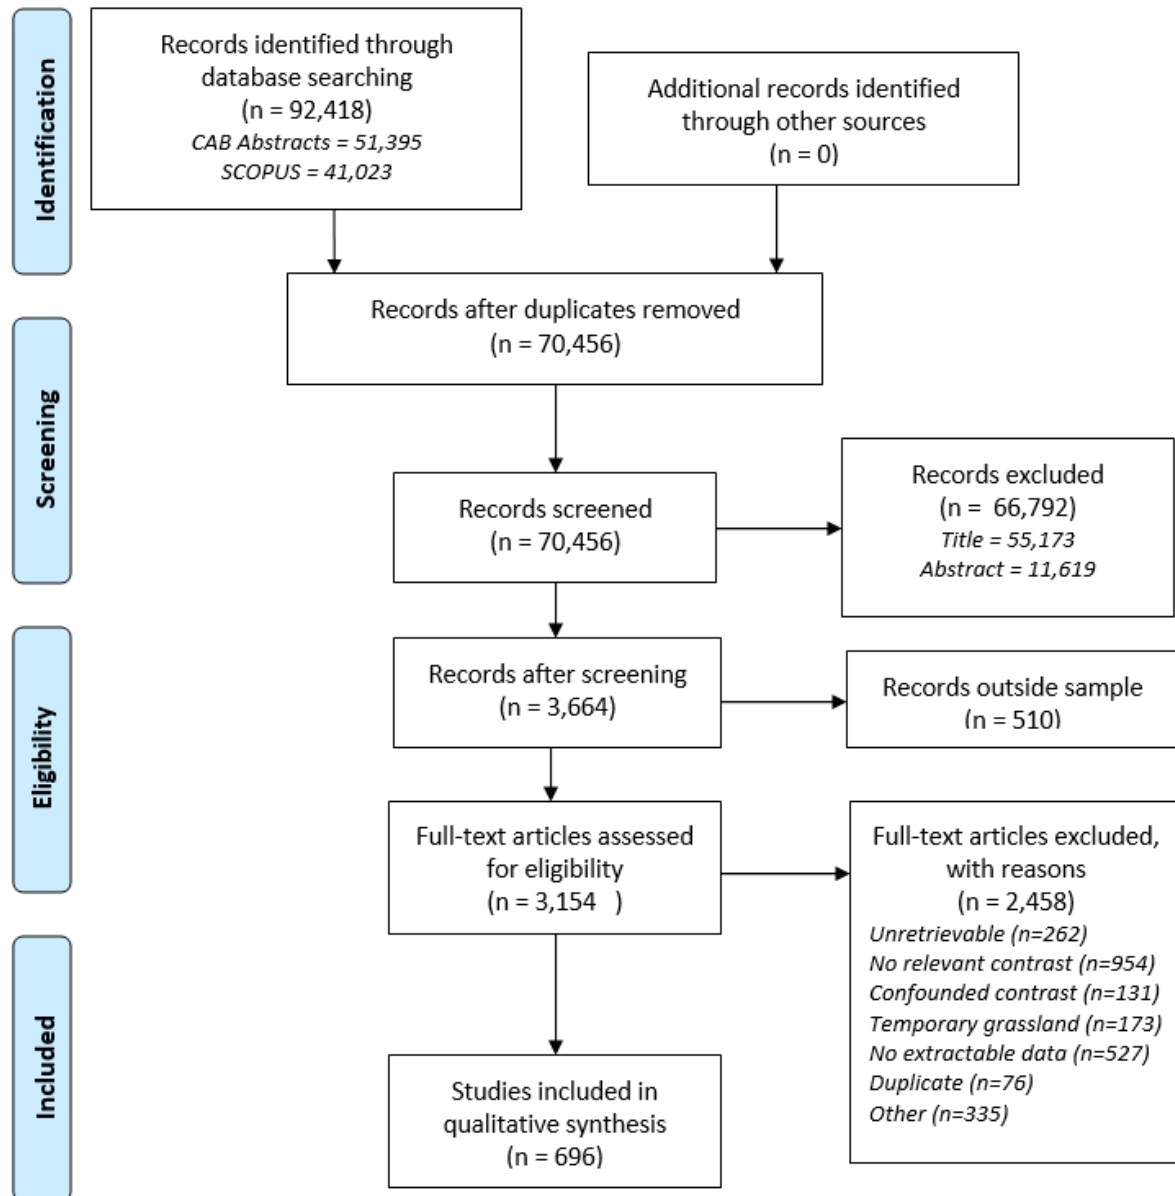 Identification
Records identified through
database searching
(n = 92,418)
CAB Abstracts = 51,395
SCOPUS = 41,023
Additional records identified
through other sources
(n = 0)
Records after duplicates removed
(n = 70,456)
Screening
Records screened
(n = 70,456)
Records excluded
(n =  66,792)
Title = 55,173
Abstract = 11,619
Eligibility
Records after screening
(n = 3,664)
Records outside sample
(n = 510)
Full-text articles assessed
for eligibility
(n = 3,154   )
Full-text articles excluded,
with reasons
(n = 2,458)
Unretrievable (n=262)
No relevant contrast (n=954)
Confounded contrast (n=131)
Temporary grassland (n=173)
No extractable data (n=527)
Duplicate (n=76)
Other (n=335)
Included
Studies included in
qualitative synthesis
(n = 696)